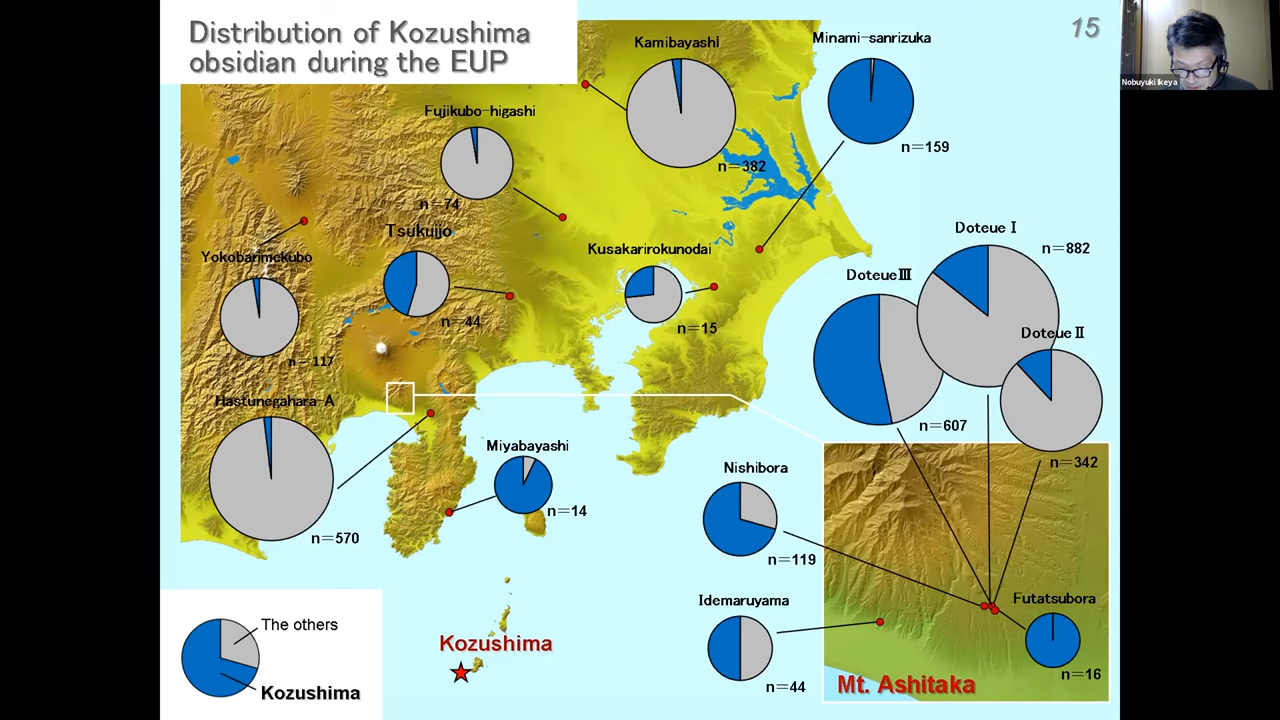 Distribution of Kozushima
obsidian during the EUP
15
Nobuyuki Ikeya
Kamibayashi
n=382
Minami-sanrizuka
n=159
Fujikubo-higashi
n=74
Tsukuijo
n=44
Yokobarimekubo
n=117
Kusakarirokunodai
n=15
Doteue I
n=882
Doteue III
n=607
Doteue II
n=342
Hastunegahara-A
n=570
Miyabayashi
n=14
Nishibora
n=119
Idemaruyama
n=44
Futatsubora
n=16
Mt. Ashitaka
Kozushima
The others
Kozushima